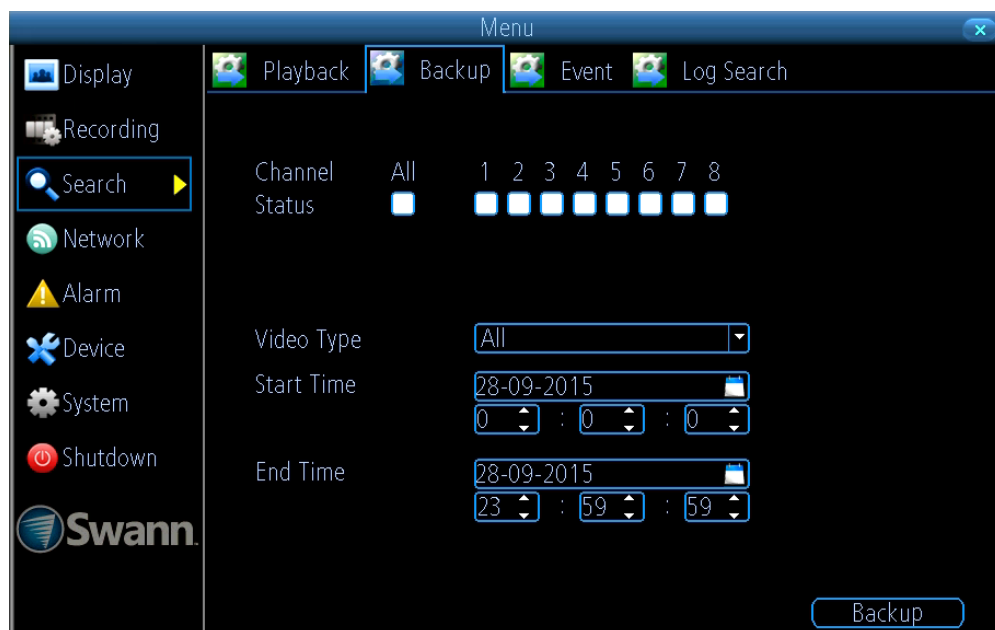 Menu
Display
Recording
Search
Network
Alarm
Device
System
Shutdown
Swann
Playback Backup Event Log Search
Channel All 1 2 3 4 5 6 7 8
Status
Video Type All
Start Time 28-09-2015
0 : 0 : 0
End Time 28-09-2015
23 : 59 : 59
Backup